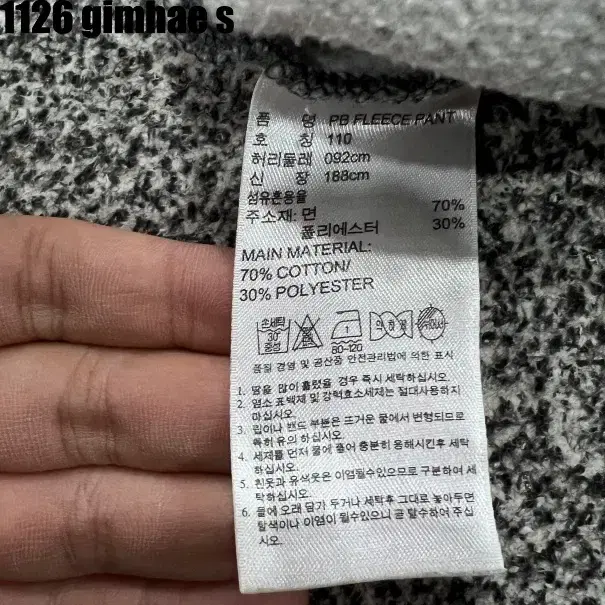 1126 gimhae s
품 명 PB FLEECE PANT
호 칭 110
허리둘레 092cm
신 장 188cm
섬유혼용율
주소재: 면 70%
폴리에스터 30%
MAIN MATERIAL:
70% COTTON/
30% POLYESTER
손세탁
30°
중성
80-120
약하게
품질 경영 및 공산품 안전관리법에 의한 표시
1. 땀을 많이 흘렸을 경우 즉시 세탁하십시오.
2. 염소 표백제 및 강력효소세제는 절대사용하지
마십시오.
3. 립이나 밴드 부분은 뜨거운 물에서 변형되므로
특히 유의 하십시오.
4. 세제를 먼저 물에 풀어 충분히 용해시킨후 세탁
하십시오.
5. 흰옷과 유색옷은 이염될수있으므로 구분하여 세
탁하십시오.
6. 물에 오래 담가 두거나 세탁후 그대로 놓아두면
탈색이나 이염이 될수있으니 곧 탈수하여 주십시오.